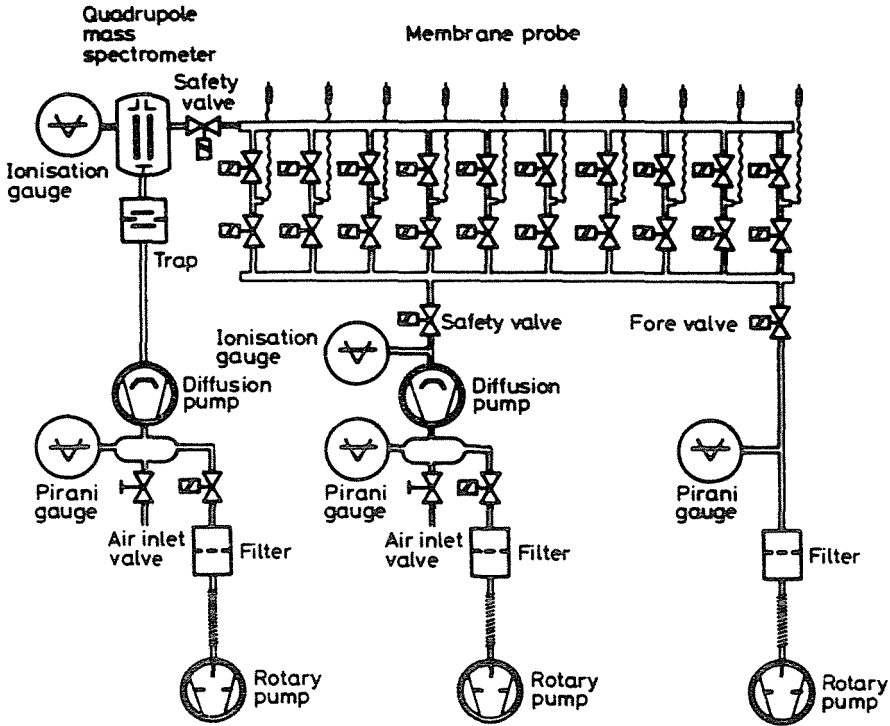 Quadrupole
mass
spectrometer
Membrane probe
Safety
valve
Ionisation
gauge
Trap
Safety valve
Fore valve
Ionisation
gauge
Diffusion
pump
Diffusion
pump
Pirani
gauge
Pirani
gauge
Pirani
gauge
Air inlet
valve
Filter
Air inlet
valve
Filter
Filter
Rotary
pump
Rotary
pump
Rotary
pump